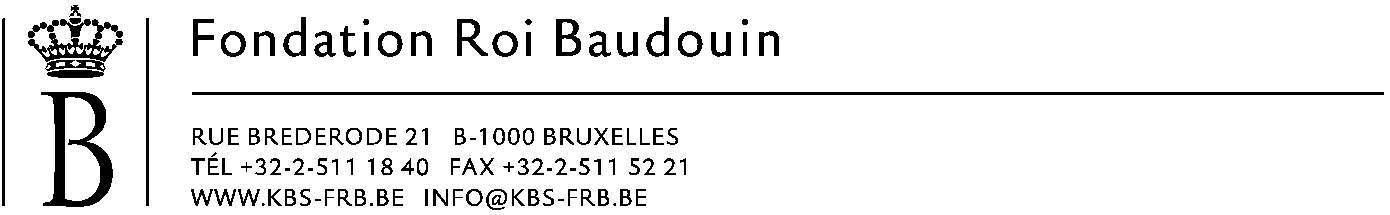 Fondation Roi Baudouin
B
RUE BREDERODE 21 B-1000 BRUXELLES
TÉL +32-2-511 18 40 FAX +32-2-511 52 21
WWW.KBS-FRB.BE INFO@KBS-FRB.BE